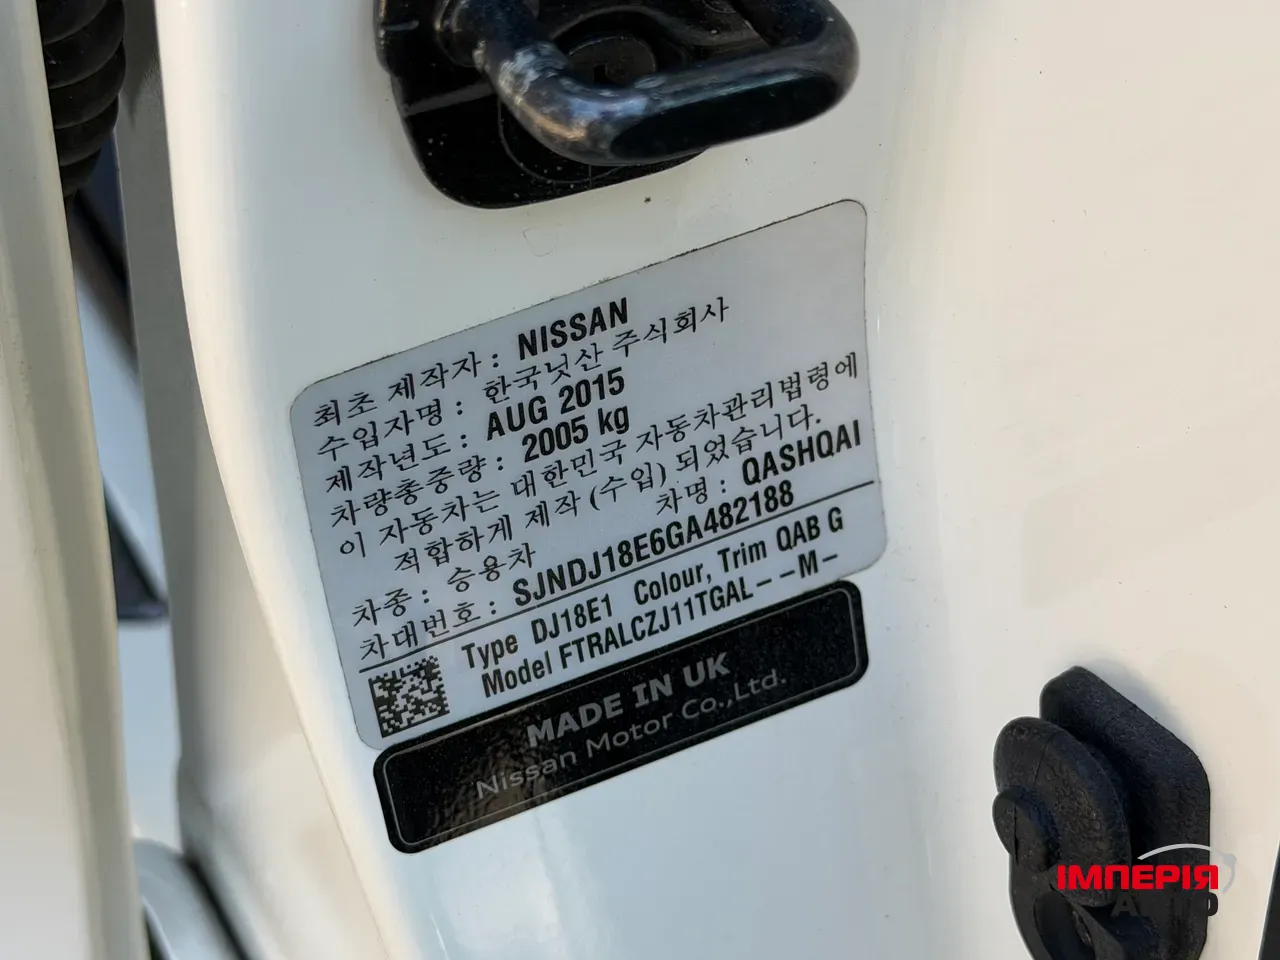 최초 제작자 : NISSAN
수입자명 : 한국닛산 주식회사
제작년도 : AUG 2015
차량총중량 : 2005 kg
이 자동차는 대한민국 자동차관리법령에
적합하게 제작 (수입) 되었습니다.
차종 : 승용차 차명 : QASHQAI
차대번호 : SJNDJ18E6GA482188
Type DJ18E1 Colour, Trim QAB G
Model FTRALCZJ11TGAL--M-
MADE IN UK
Nissan Motor Co.,Ltd.
ІМПЕРІЯ
АВТО